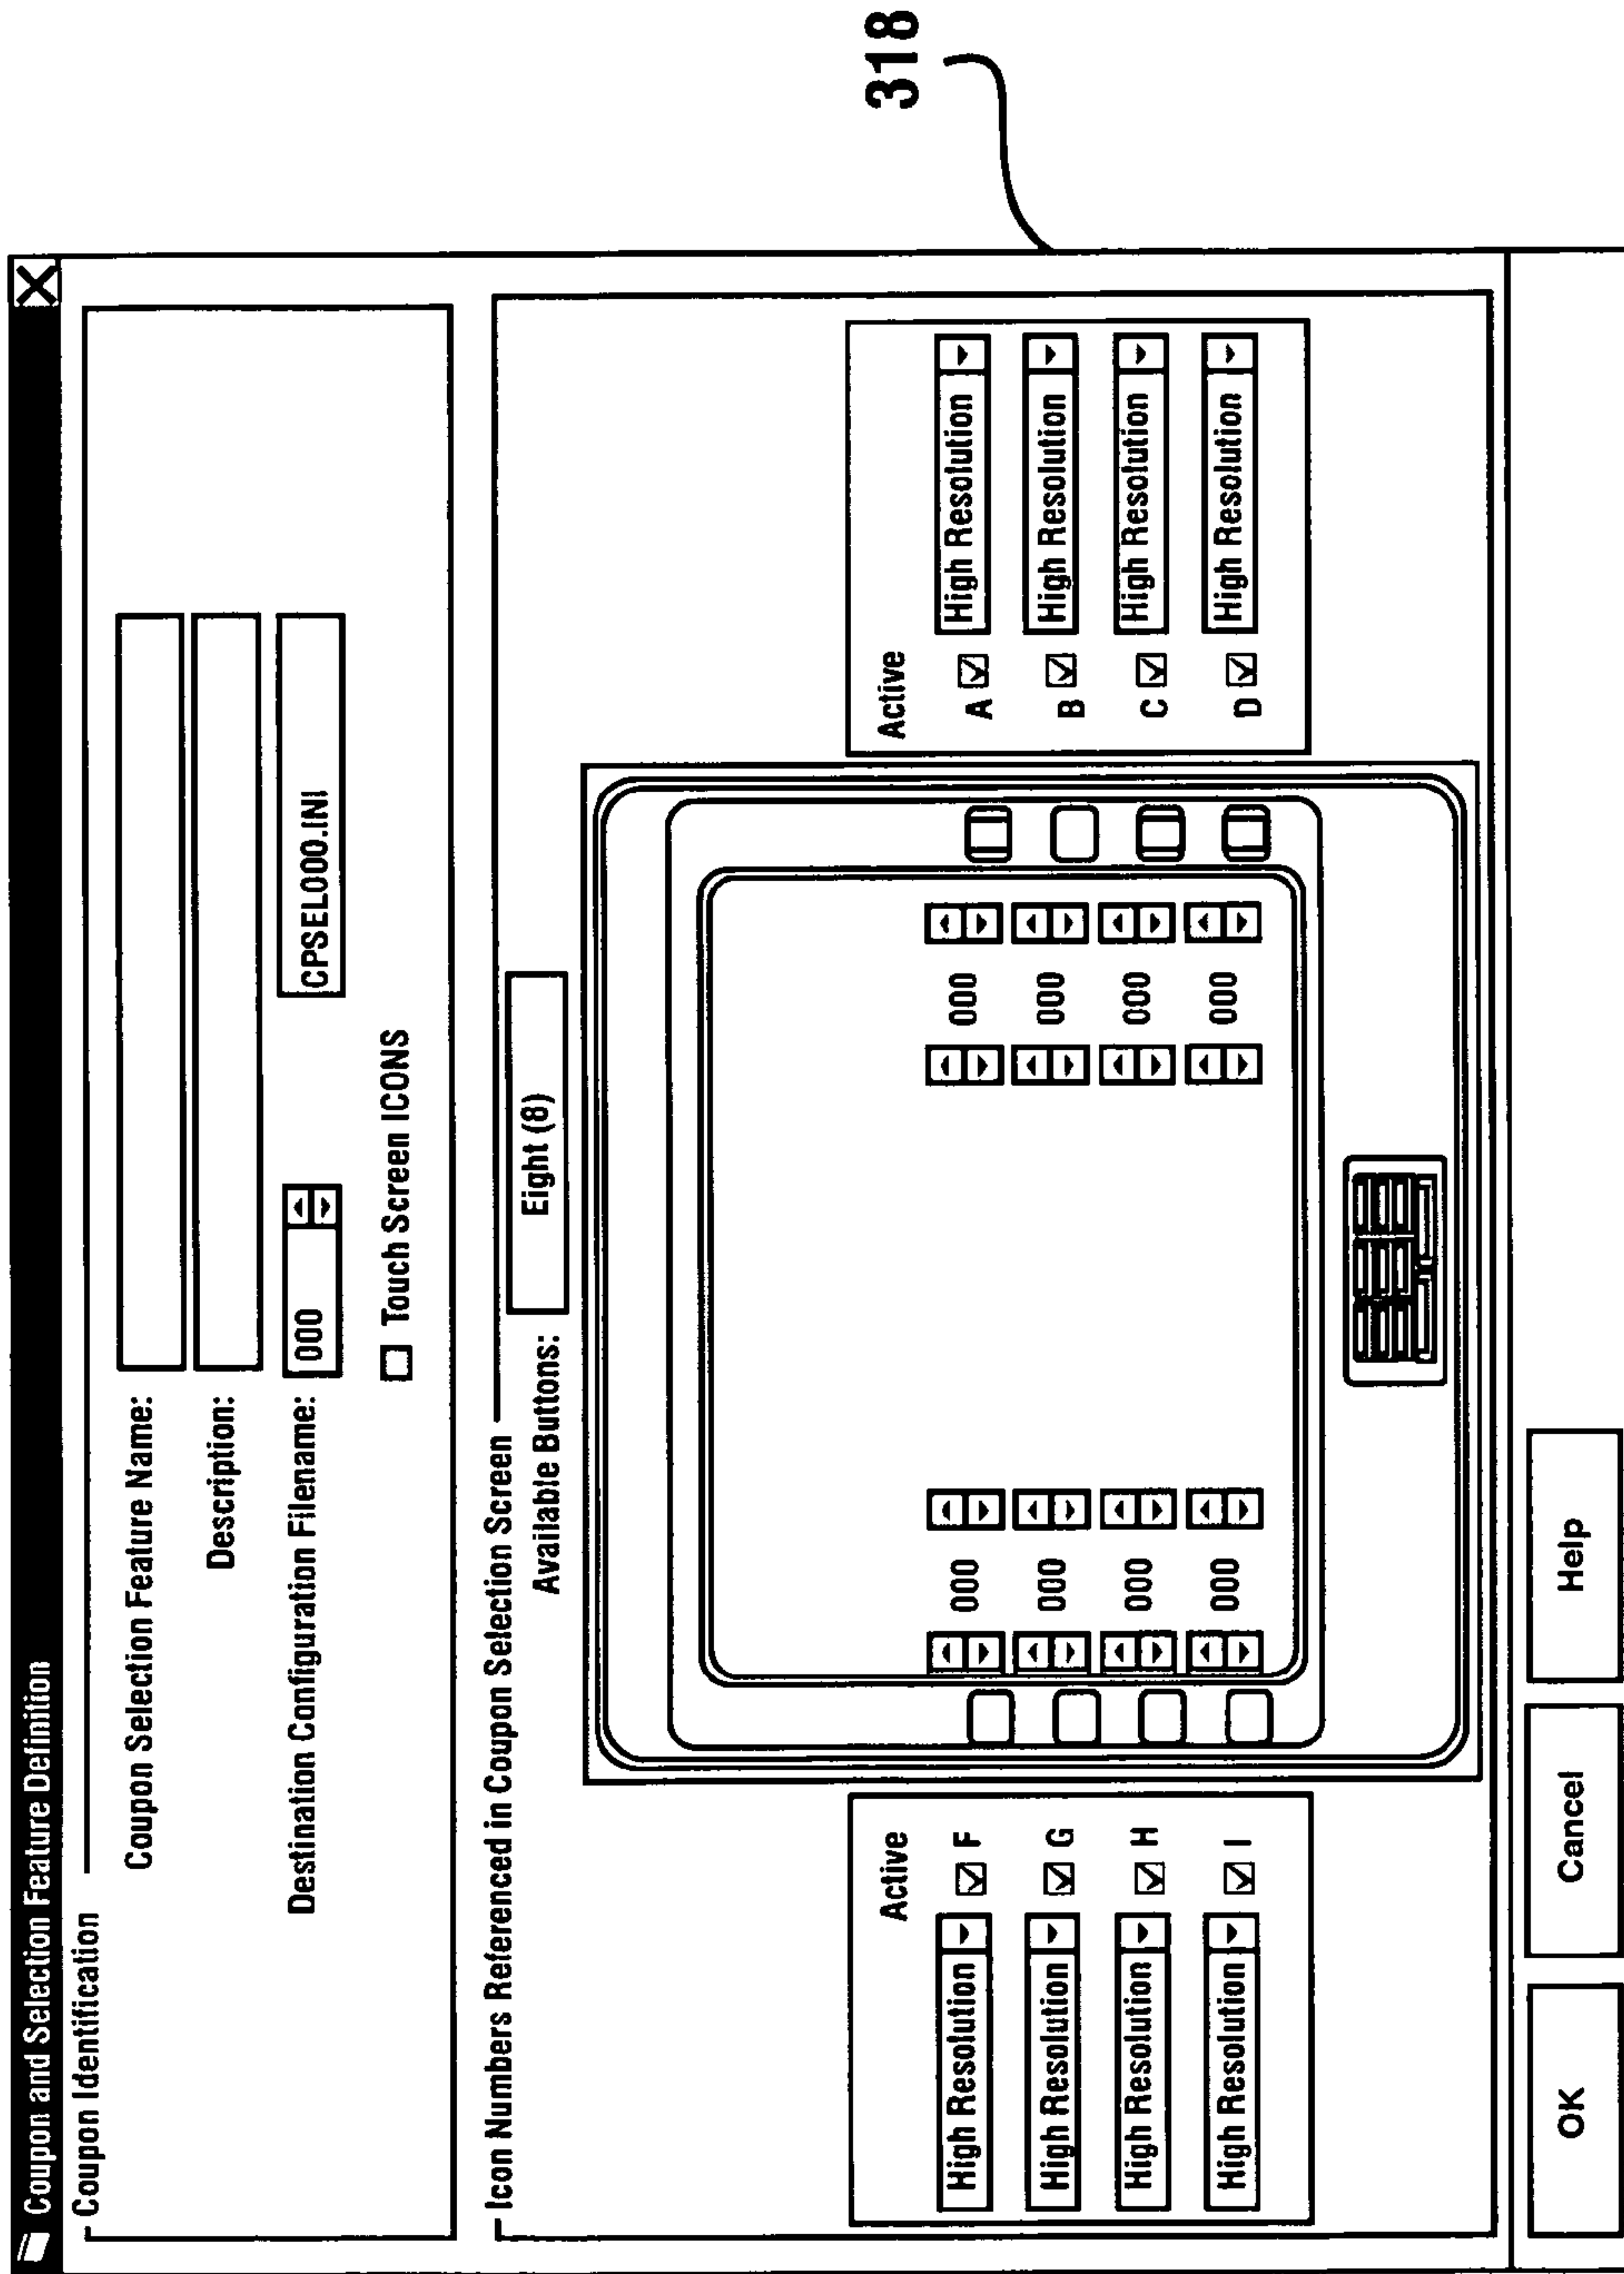 Coupon and Selection Feature Definition
Coupon Identification
Coupon Selection Feature Name:
Description:
Destination Configuration Filename: 000 CPSEL000.INI
Touch Screen ICONS
Icon Numbers Referenced in Coupon Selection Screen
Available Buttons: Eight (8)
Active
High Resolution F
High Resolution G
High Resolution H
High Resolution I
000 000
000 000
000 000
000 000
Active
A High Resolution
B High Resolution
C High Resolution
D High Resolution
OK Cancel Help
318